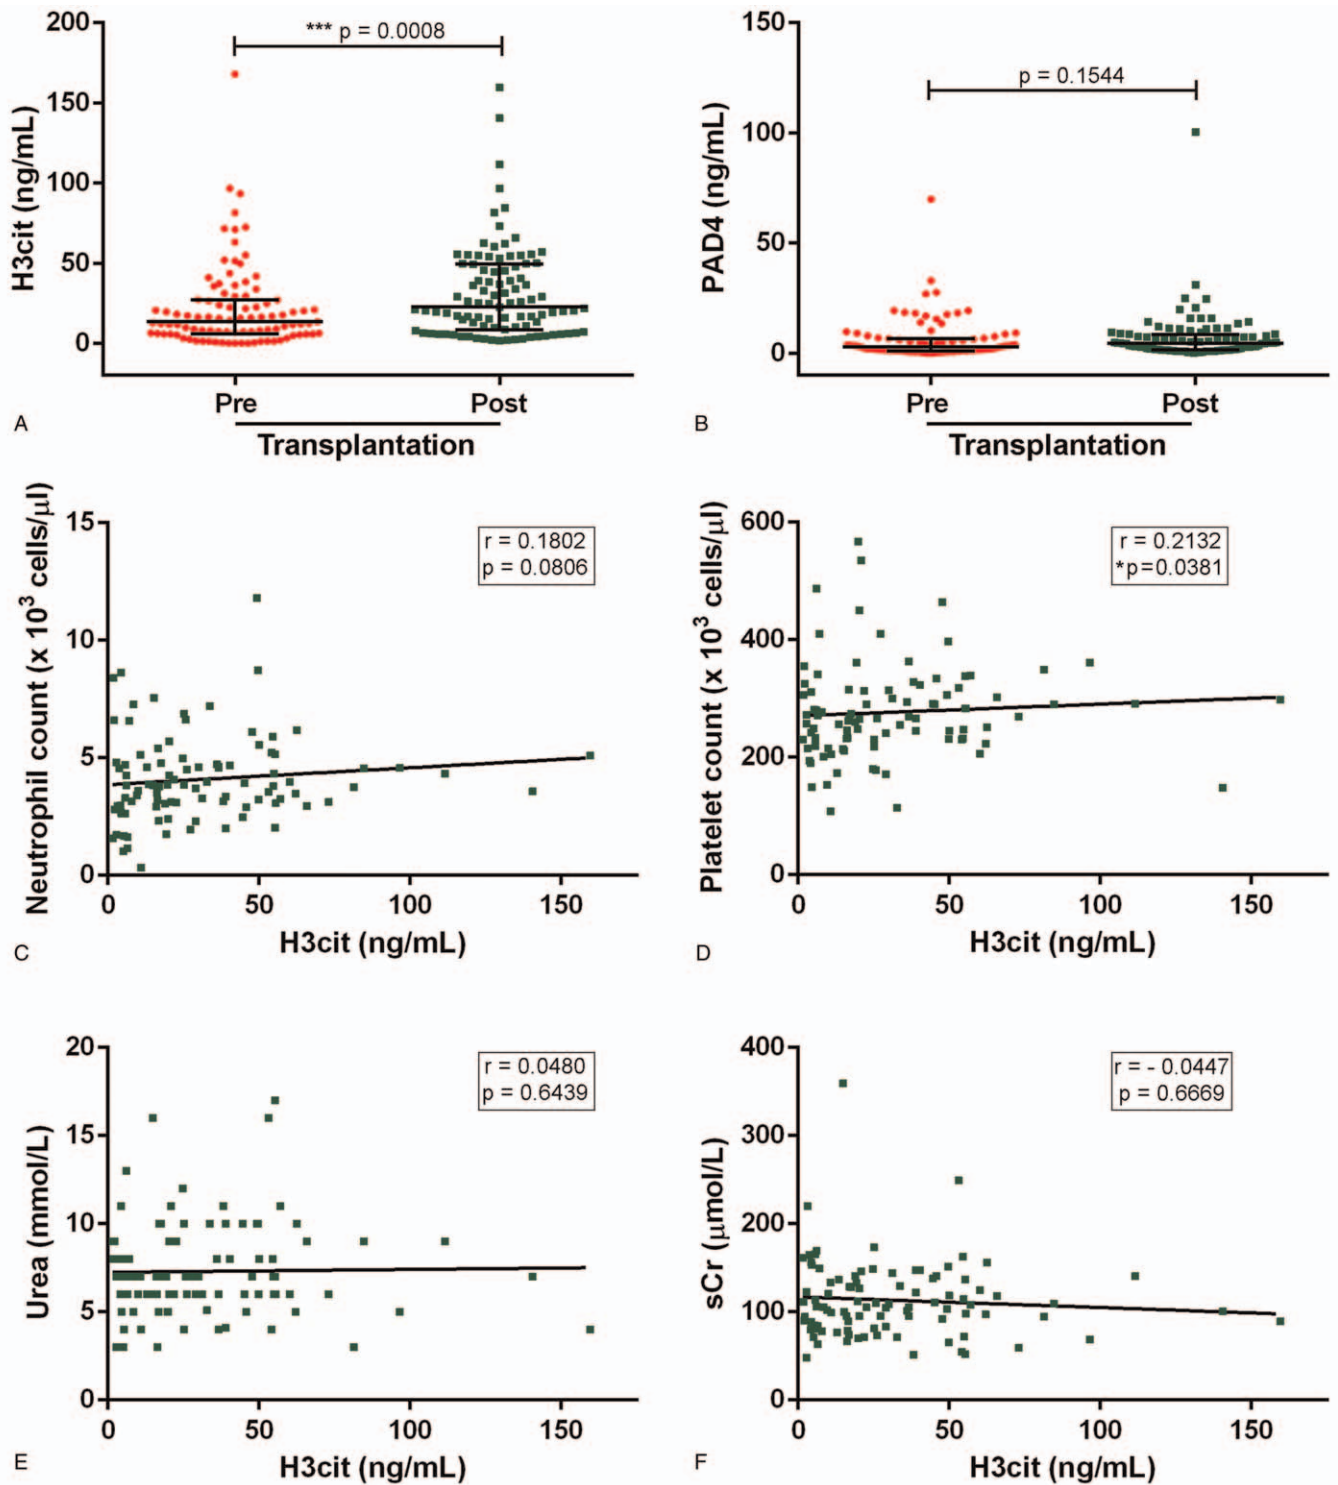 200
150
100
50
0
H3cit (ng/mL)
*** p = 0.0008
Pre
Post
Transplantation
A
150
100
50
0
PAD4 (ng/mL)
p = 0.1544
Pre
Post
Transplantation
B
15
10
5
0
Neutrophil count (x 10³ cells/μl)
r = 0.1802
p = 0.0806
0
50
100
150
H3cit (ng/mL)
C
600
400
200
0
Platelet count (x 10³ cells/μl)
r = 0.2132
*p=0.0381
0
50
100
150
H3cit (ng/mL)
D
20
15
10
5
0
Urea (mmol/L)
r = 0.0480
p = 0.6439
0
50
100
150
H3cit (ng/mL)
E
400
300
200
100
0
sCr (μmol/L)
r = - 0.0447
p = 0.6669
0
50
100
150
H3cit (ng/mL)
F